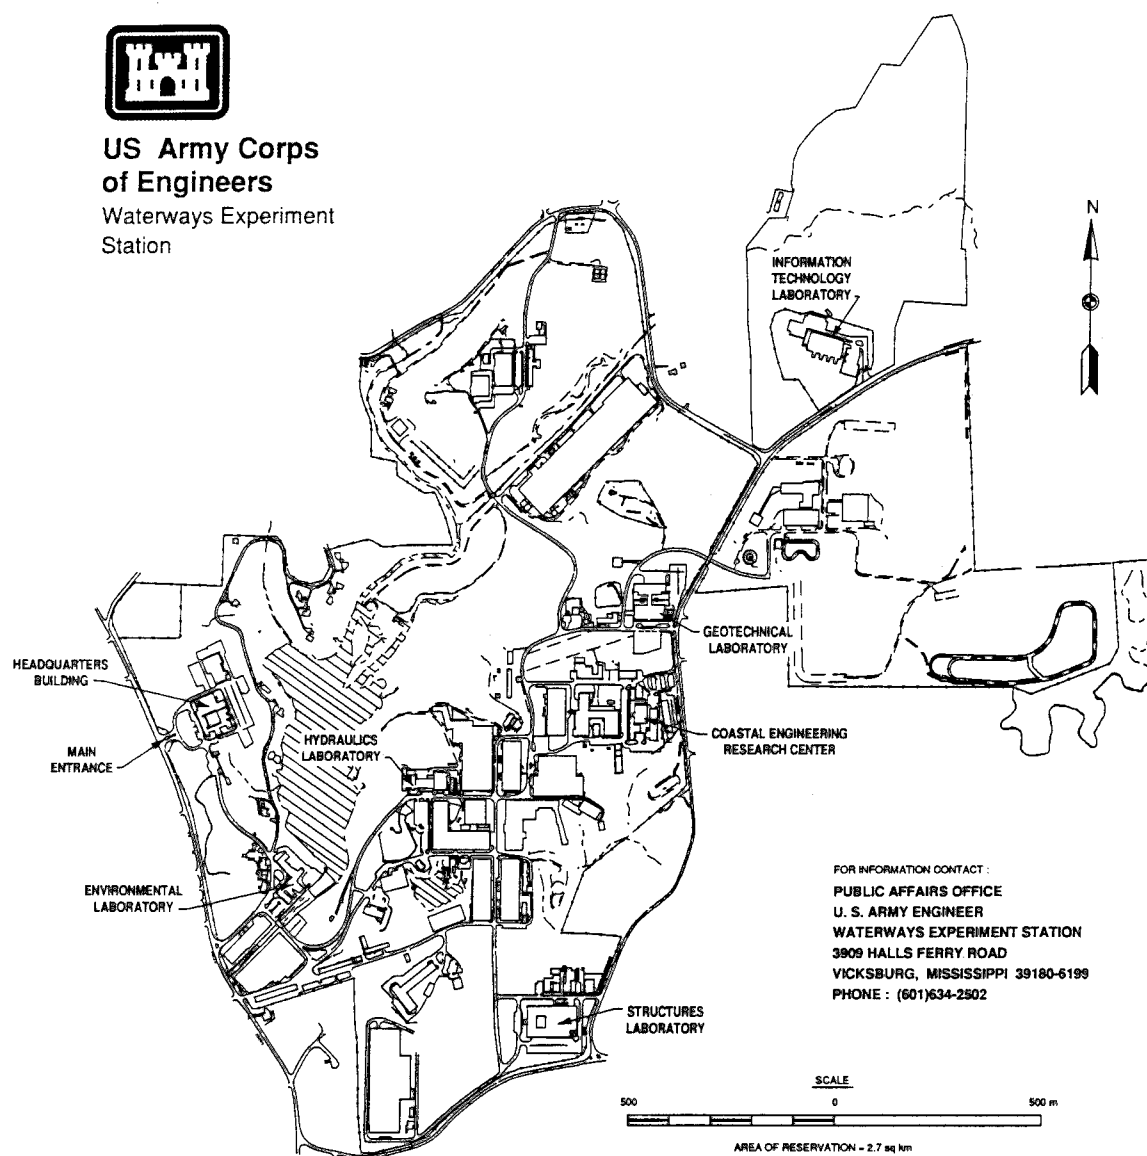 US Army Corps
of Engineers
Waterways Experiment
Station
N
INFORMATION
TECHNOLOGY
LABORATORY
GEOTECHNICAL
LABORATORY
HEADQUARTERS
BUILDING
MAIN
ENTRANCE
HYDRAULICS
LABORATORY
COASTAL ENGINEERING
RESEARCH CENTER
ENVIRONMENTAL
LABORATORY
FOR INFORMATION CONTACT :
PUBLIC AFFAIRS OFFICE
U. S. ARMY ENGINEER
WATERWAYS EXPERIMENT STATION
3909 HALLS FERRY ROAD
VICKSBURG, MISSISSIPPI 39180-6199
PHONE : (601)634-2502
STRUCTURES
LABORATORY
SCALE
500 0 500 m
AREA OF RESERVATION - 2.7 sq km